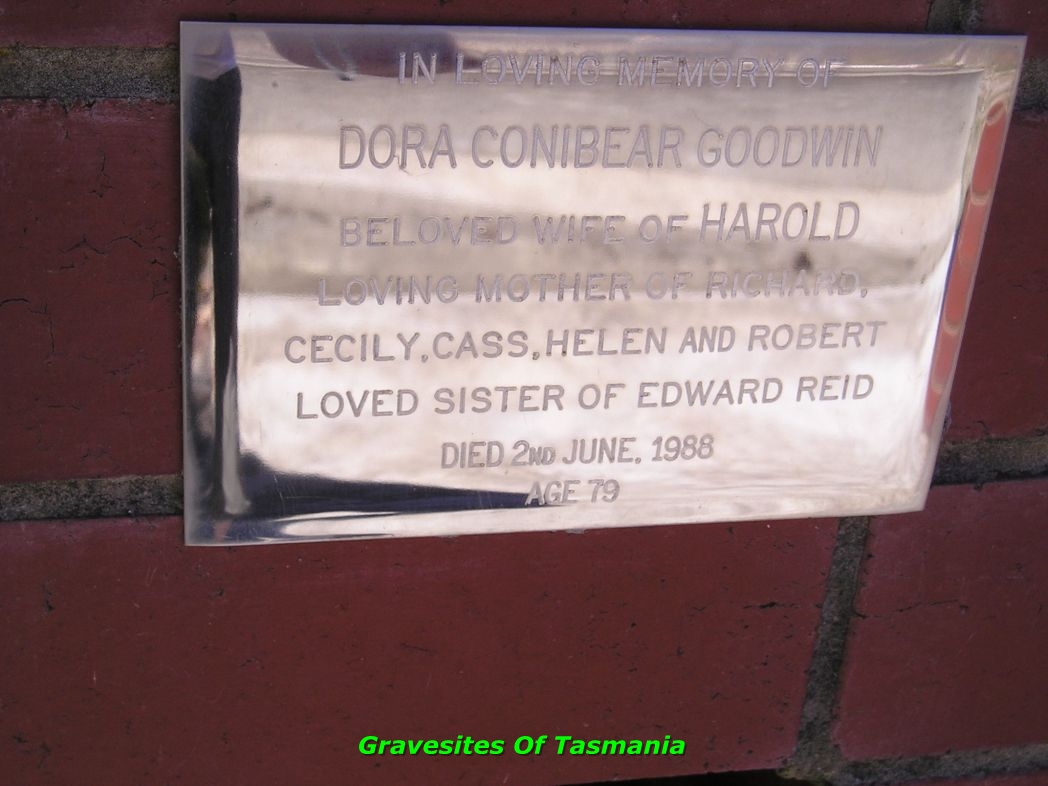 IN LOVING MEMORY OF
DORA CONIBEAR GOODWIN
BELOVED WIFE OF HAROLD
LOVING MOTHER OF RICHARD,
CECILY, CASS, HELEN AND ROBERT
LOVED SISTER OF EDWARD REID
DIED 2ND JUNE, 1988
AGE 79
Gravesites Of Tasmania